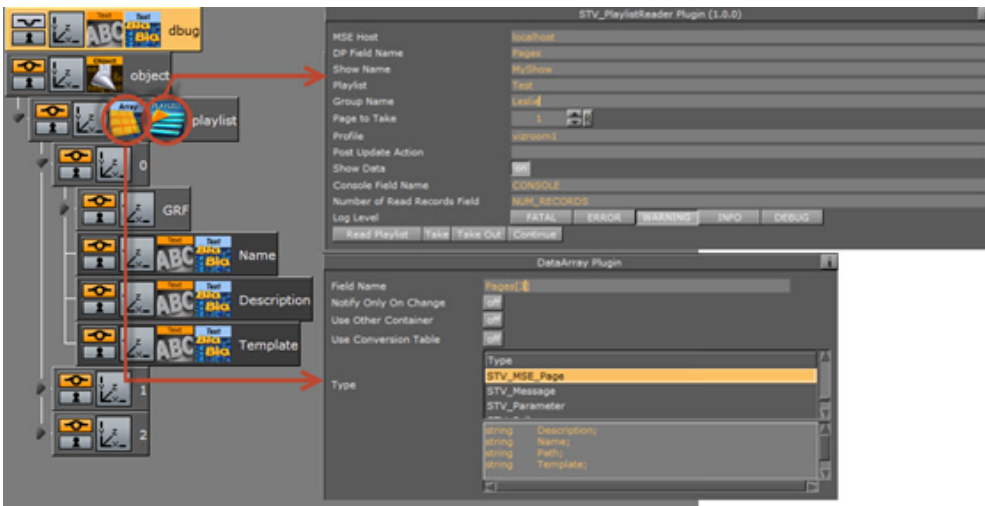 dbug
object
playlist
0
GRF
Name
Description
Template
1
2
STV_PlaylistReader Plugin (1.0.0)
MSE Host localhost
DP Field Name Pages
Show Name MyShow
Playlist Test
Group Name Leslie
Page to Take 1
Profile vizroom1
Post Update Action
Show Data on
Console Field Name CONSOLE
Number of Read Records Field NUM_RECORDS
Log Level FATAL ERROR WARNING INFO DEBUG
Read Playlist Take Take Out Continue
DataArray Plugin
Field Name
Notify Only On Change off
Use Other Container off
Use Conversion Table off
Type
Type
STV_MSE_Page
STV_Message
STV_Parameter
string Description;
string Name;
string Path;
string Template;